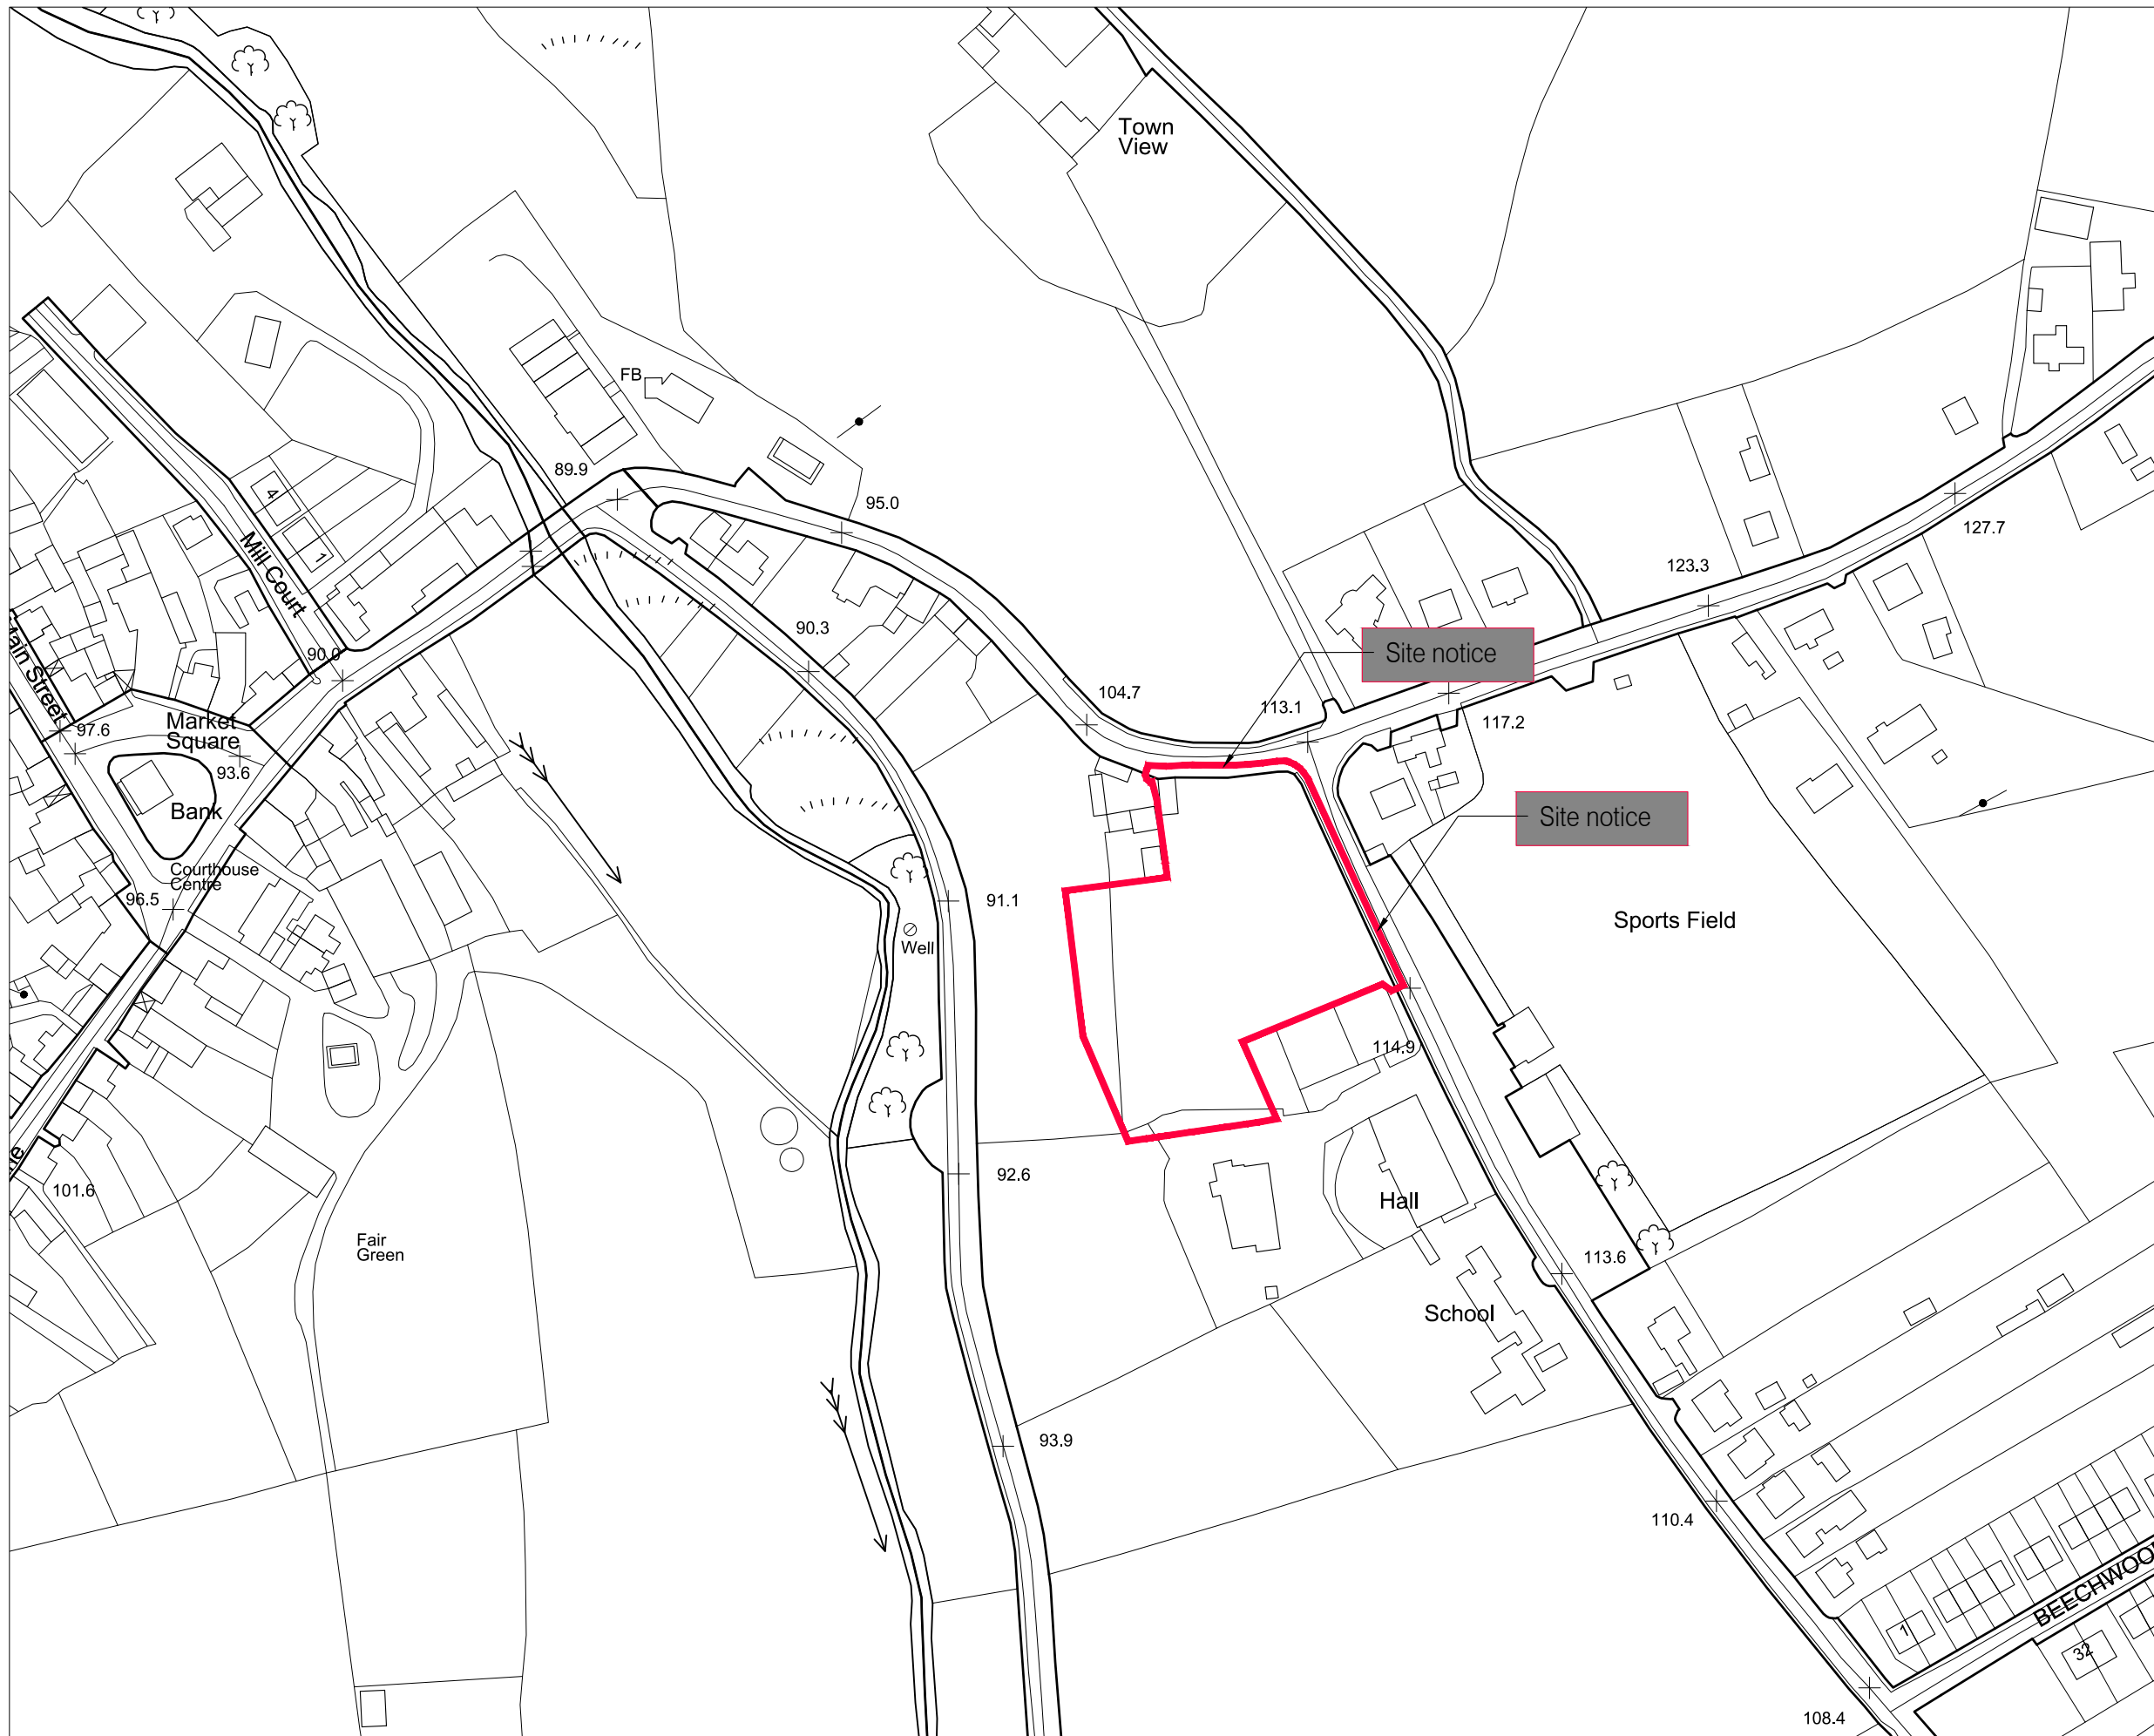 Town
View
FB
89.9
95.0
4
1
Mill Court
127.7
123.3
90.3
90.0
Site notice
Main Street
104.7
113.1
117.2
Market
Square
97.6
93.6
Bank
Site notice
Courthouse
Centre
96.5
91.1
Sports Field
Well
114.9
92.6
101.6
Hall
Fair
Green
113.6
School
93.9
110.4
BEECHWOO
1
32
108.4